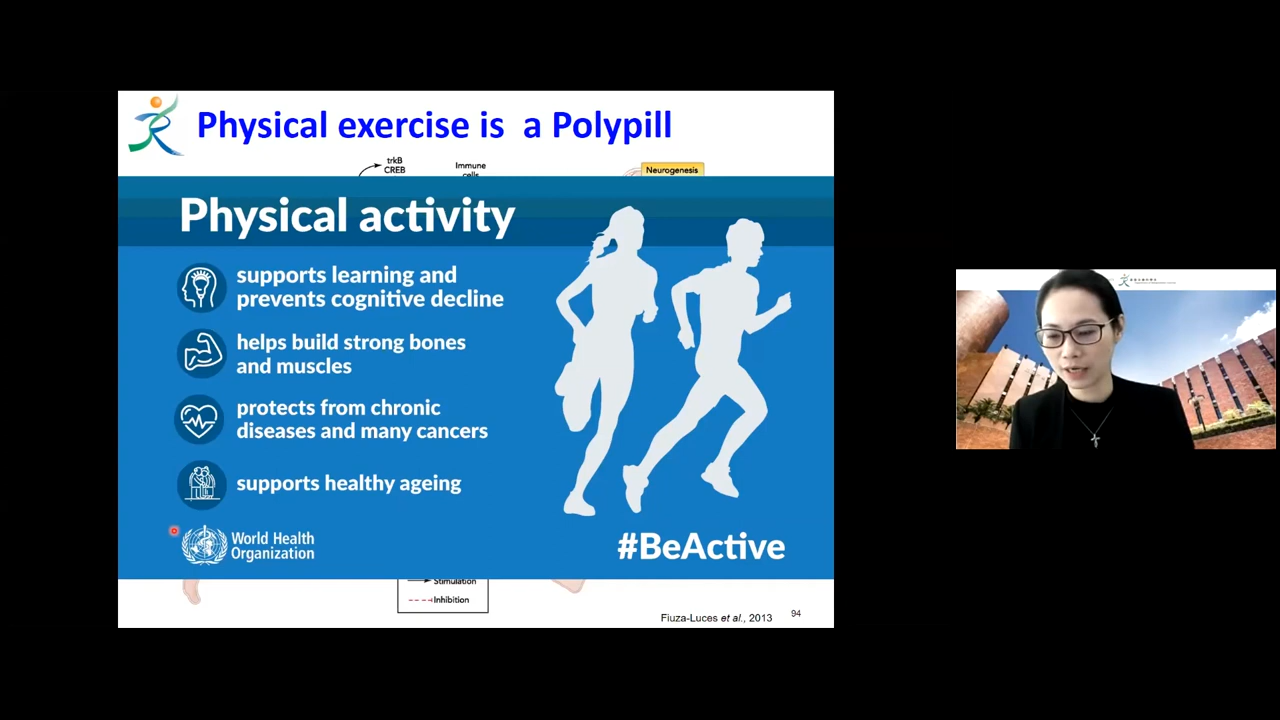 Physical exercise is a Polypill
trkB
CREB
Immune
cells
Neurogenesis
Physical activity
supports learning and
prevents cognitive decline
helps build strong bones
and muscles
protects from chronic
diseases and many cancers
supports healthy ageing
World Health
Organization
#BeActive
Stimulation
Inhibition
Fiuza-Luces et al., 2013
94